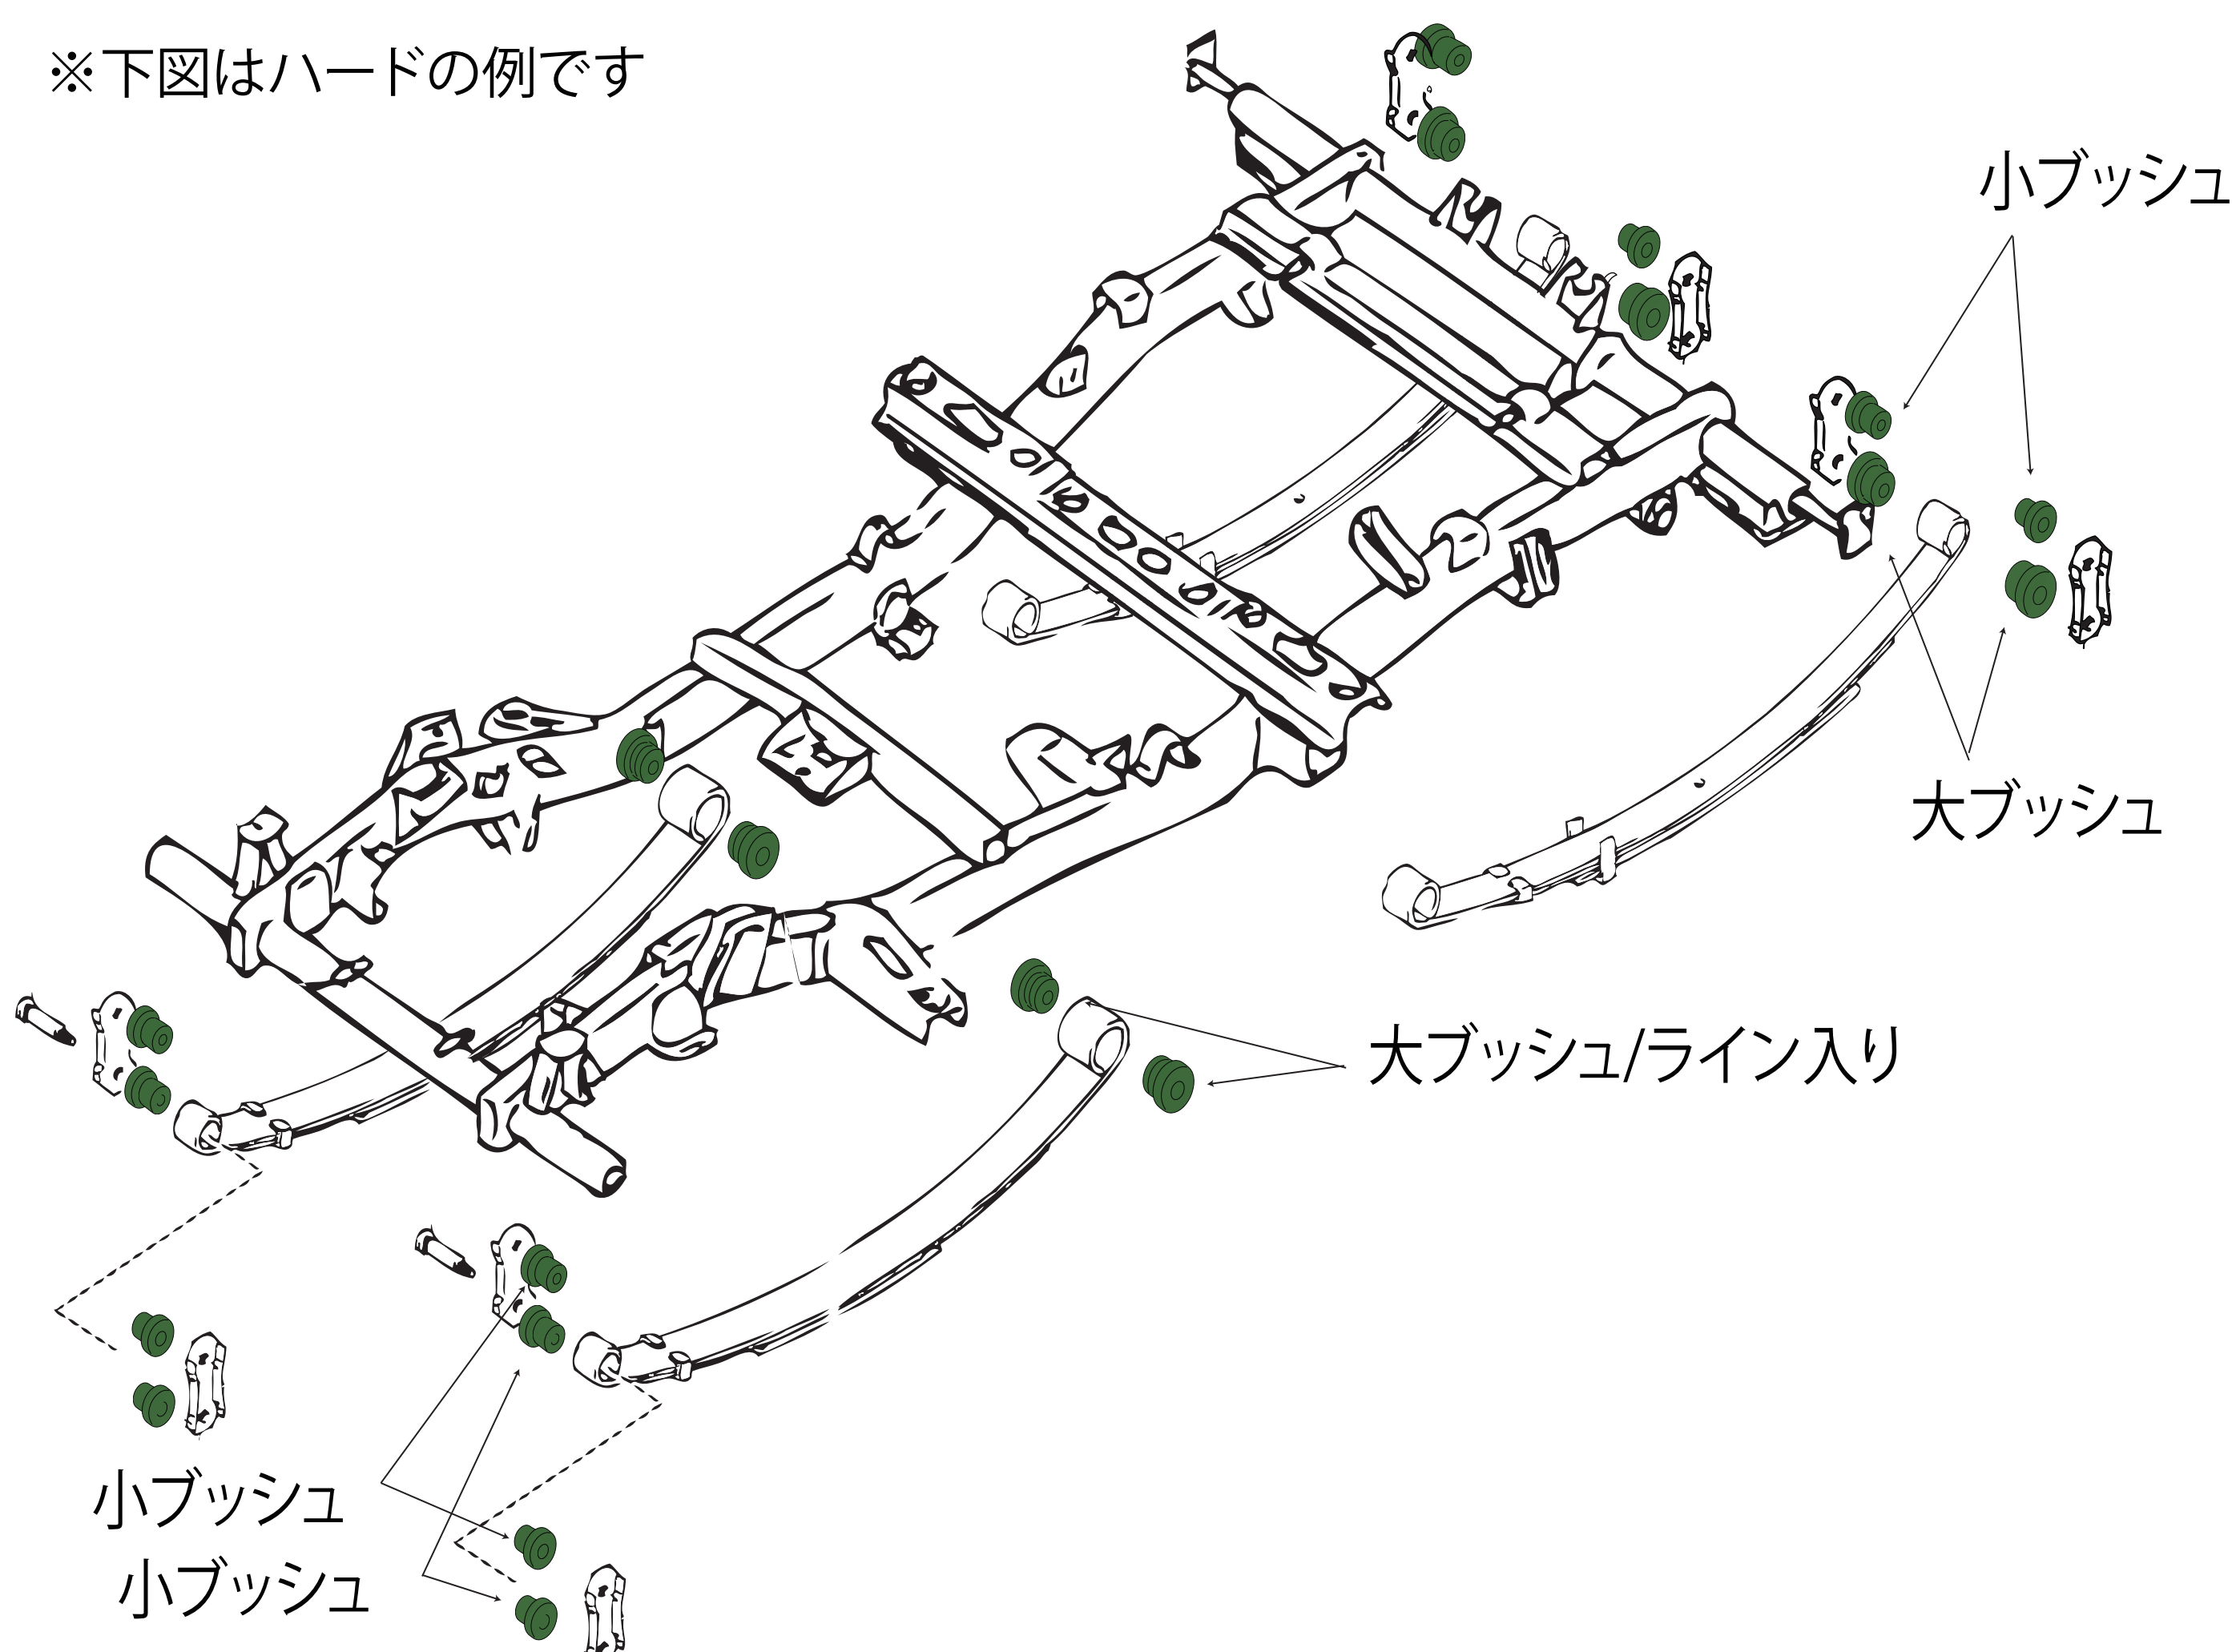 ※下図はハードの例です
小ブッシュ
大ブッシュ
大ブッシュ/ライン入り
小ブッシュ
小ブッシュ